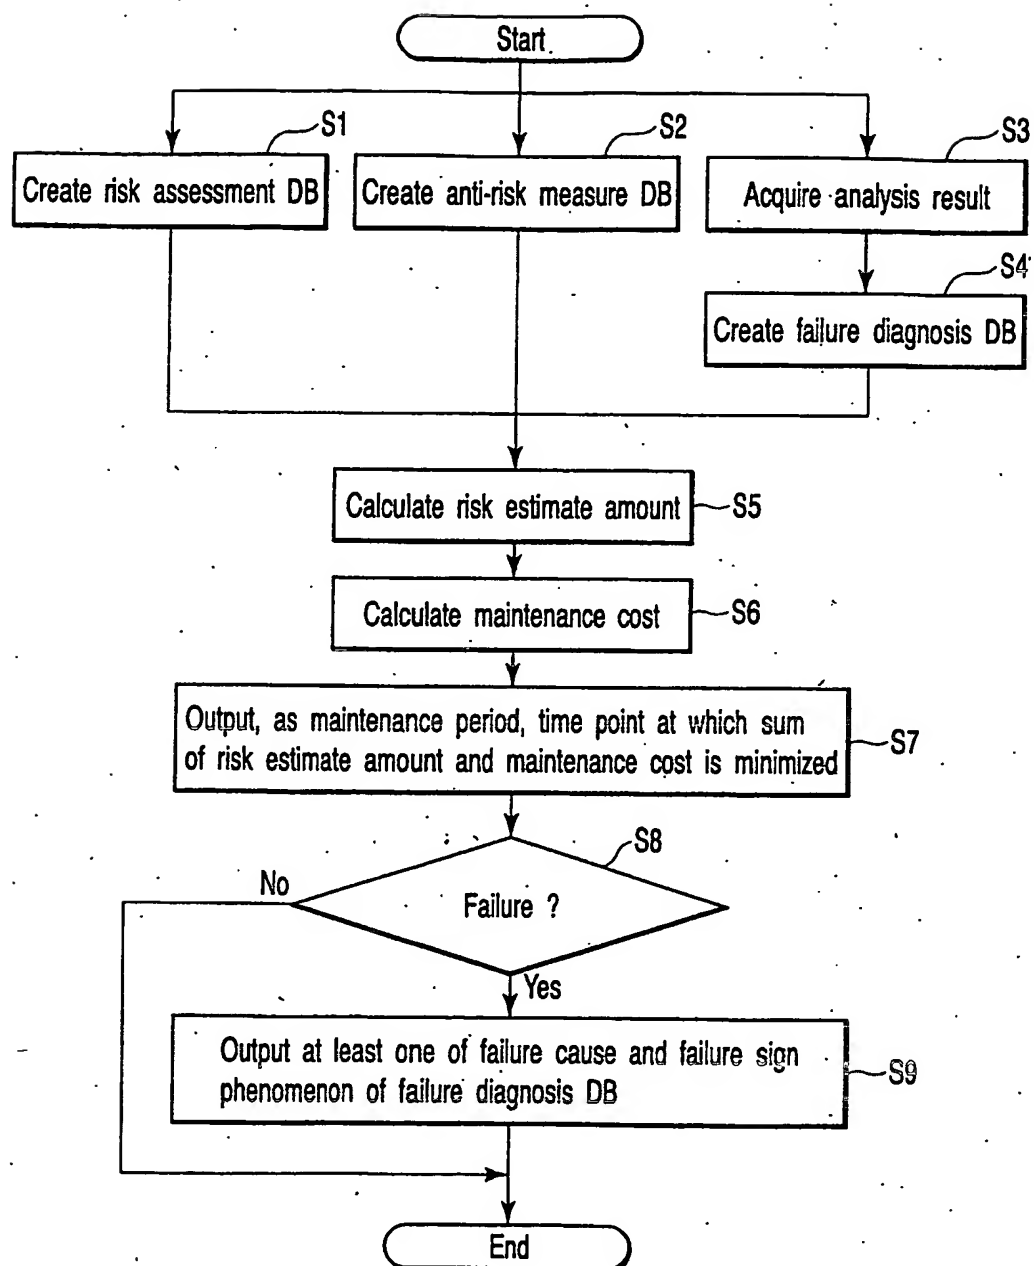 Start
S1
S2
S3
Create risk assessment DB
Create anti-risk measure DB
Acquire analysis result
S4
Create failure diagnosis DB
Calculate risk estimate amount
S5
Calculate maintenance cost
S6
Output, as maintenance period, time point at which sum
of risk estimate amount and maintenance cost is minimized
S7
S8
No
Failure ?
Yes
Output at least one of failure cause and failure sign
phenomenon of failure diagnosis DB
S9
End